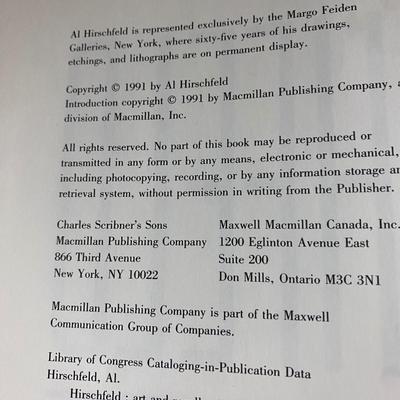 Al Hirschfeld is represented exclusively by the Margo Feiden
Galleries, New York, where sixty-five years of his drawings,
etchings, and lithographs are on permanent display.
Copyright © 1991 by Al Hirschfeld
Introduction copyright © 1991 by Macmillan Publishing Company, a
division of Macmillan, Inc.
All rights reserved. No part of this book may be reproduced or
transmitted in any form or by any means, electronic or mechanical,
including photocopying, recording, or by any information storage an
retrieval system, without permission in writing from the Publisher.
Charles Scribner's Sons
Macmillan Publishing Company
866 Third Avenue
New York, NY 10022
Maxwell Macmillan Canada, Inc.
1200 Eglinton Avenue East
Suite 200
Don Mills, Ontario M3C 3N1
Macmillan Publishing Company is part of the Maxwell
Communication Group of Companies.
Library of Congress Cataloging-in-Publication Data
Hirschfeld, Al.
Hirschfeld : art and